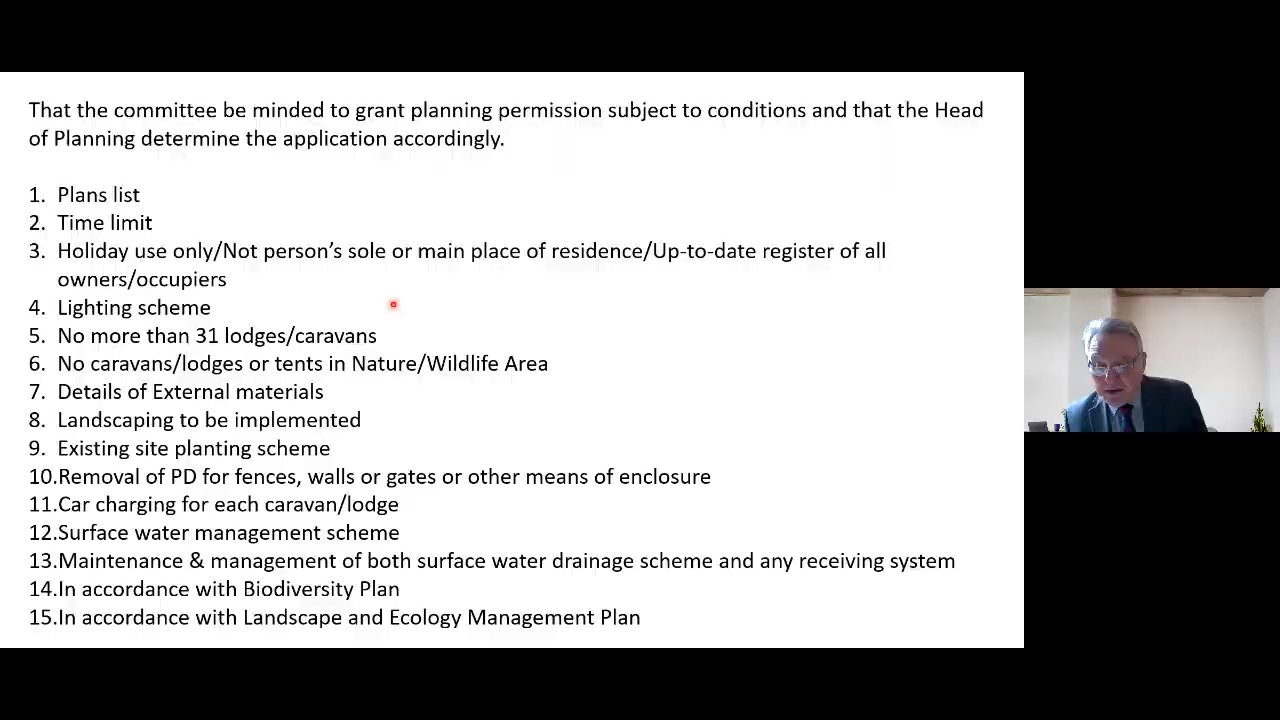 That the committee be minded to grant planning permission subject to conditions and that the Head
of Planning determine the application accordingly.
1. Plans list
2. Time limit
3. Holiday use only/Not person’s sole or main place of residence/Up-to-date register of all
owners/occupiers
4. Lighting scheme
5. No more than 31 lodges/caravans
6. No caravans/lodges or tents in Nature/Wildlife Area
7. Details of External materials
8. Landscaping to be implemented
9. Existing site planting scheme
10.Removal of PD for fences, walls or gates or other means of enclosure
11.Car charging for each caravan/lodge
12.Surface water management scheme
13.Maintenance & management of both surface water drainage scheme and any receiving system
14.In accordance with Biodiversity Plan
15.In accordance with Landscape and Ecology Management Plan